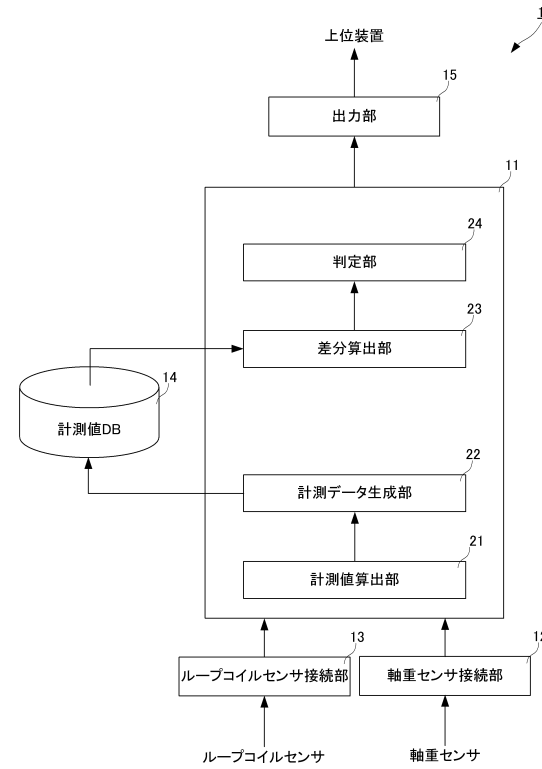 1
上位装置
15
出力部
11
24
判定部
23
差分算出部
14
計測値DB
22
計測データ生成部
21
計測値算出部
13
ループコイルセンサ接続部
12
軸重センサ接続部
ループコイルセンサ
軸重センサ